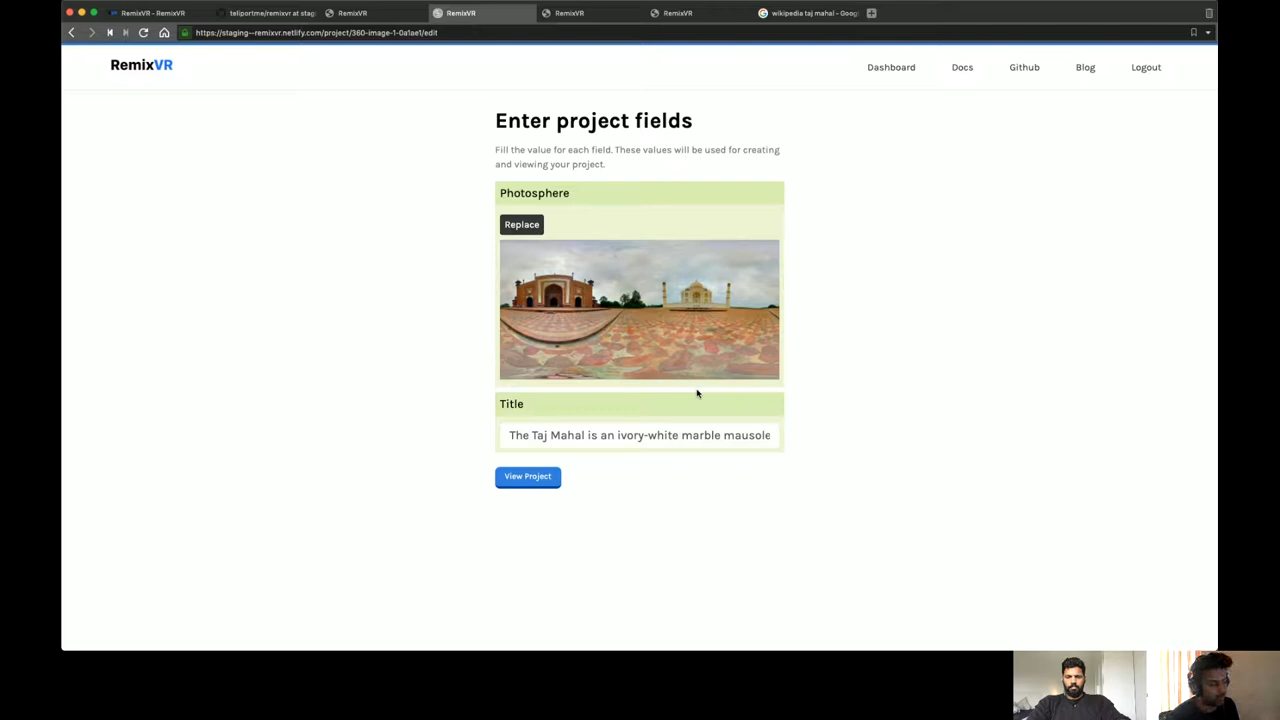 RemixVR - RemixVR
teliportme/remixvr at stag
RemixVR
RemixVR
RemixVR
RemixVR
wikipedia taj mahal - Goog
https://staging--remixvr.netlify.com/project/360-image-1-0a1ae1/edit
RemixVR
Dashboard
Docs
Github
Blog
Logout
Enter project fields
Fill the value for each field. These values will be used for creating
and viewing your project.
Photosphere
Replace
Title
The Taj Mahal is an ivory-white marble mausole
View Project